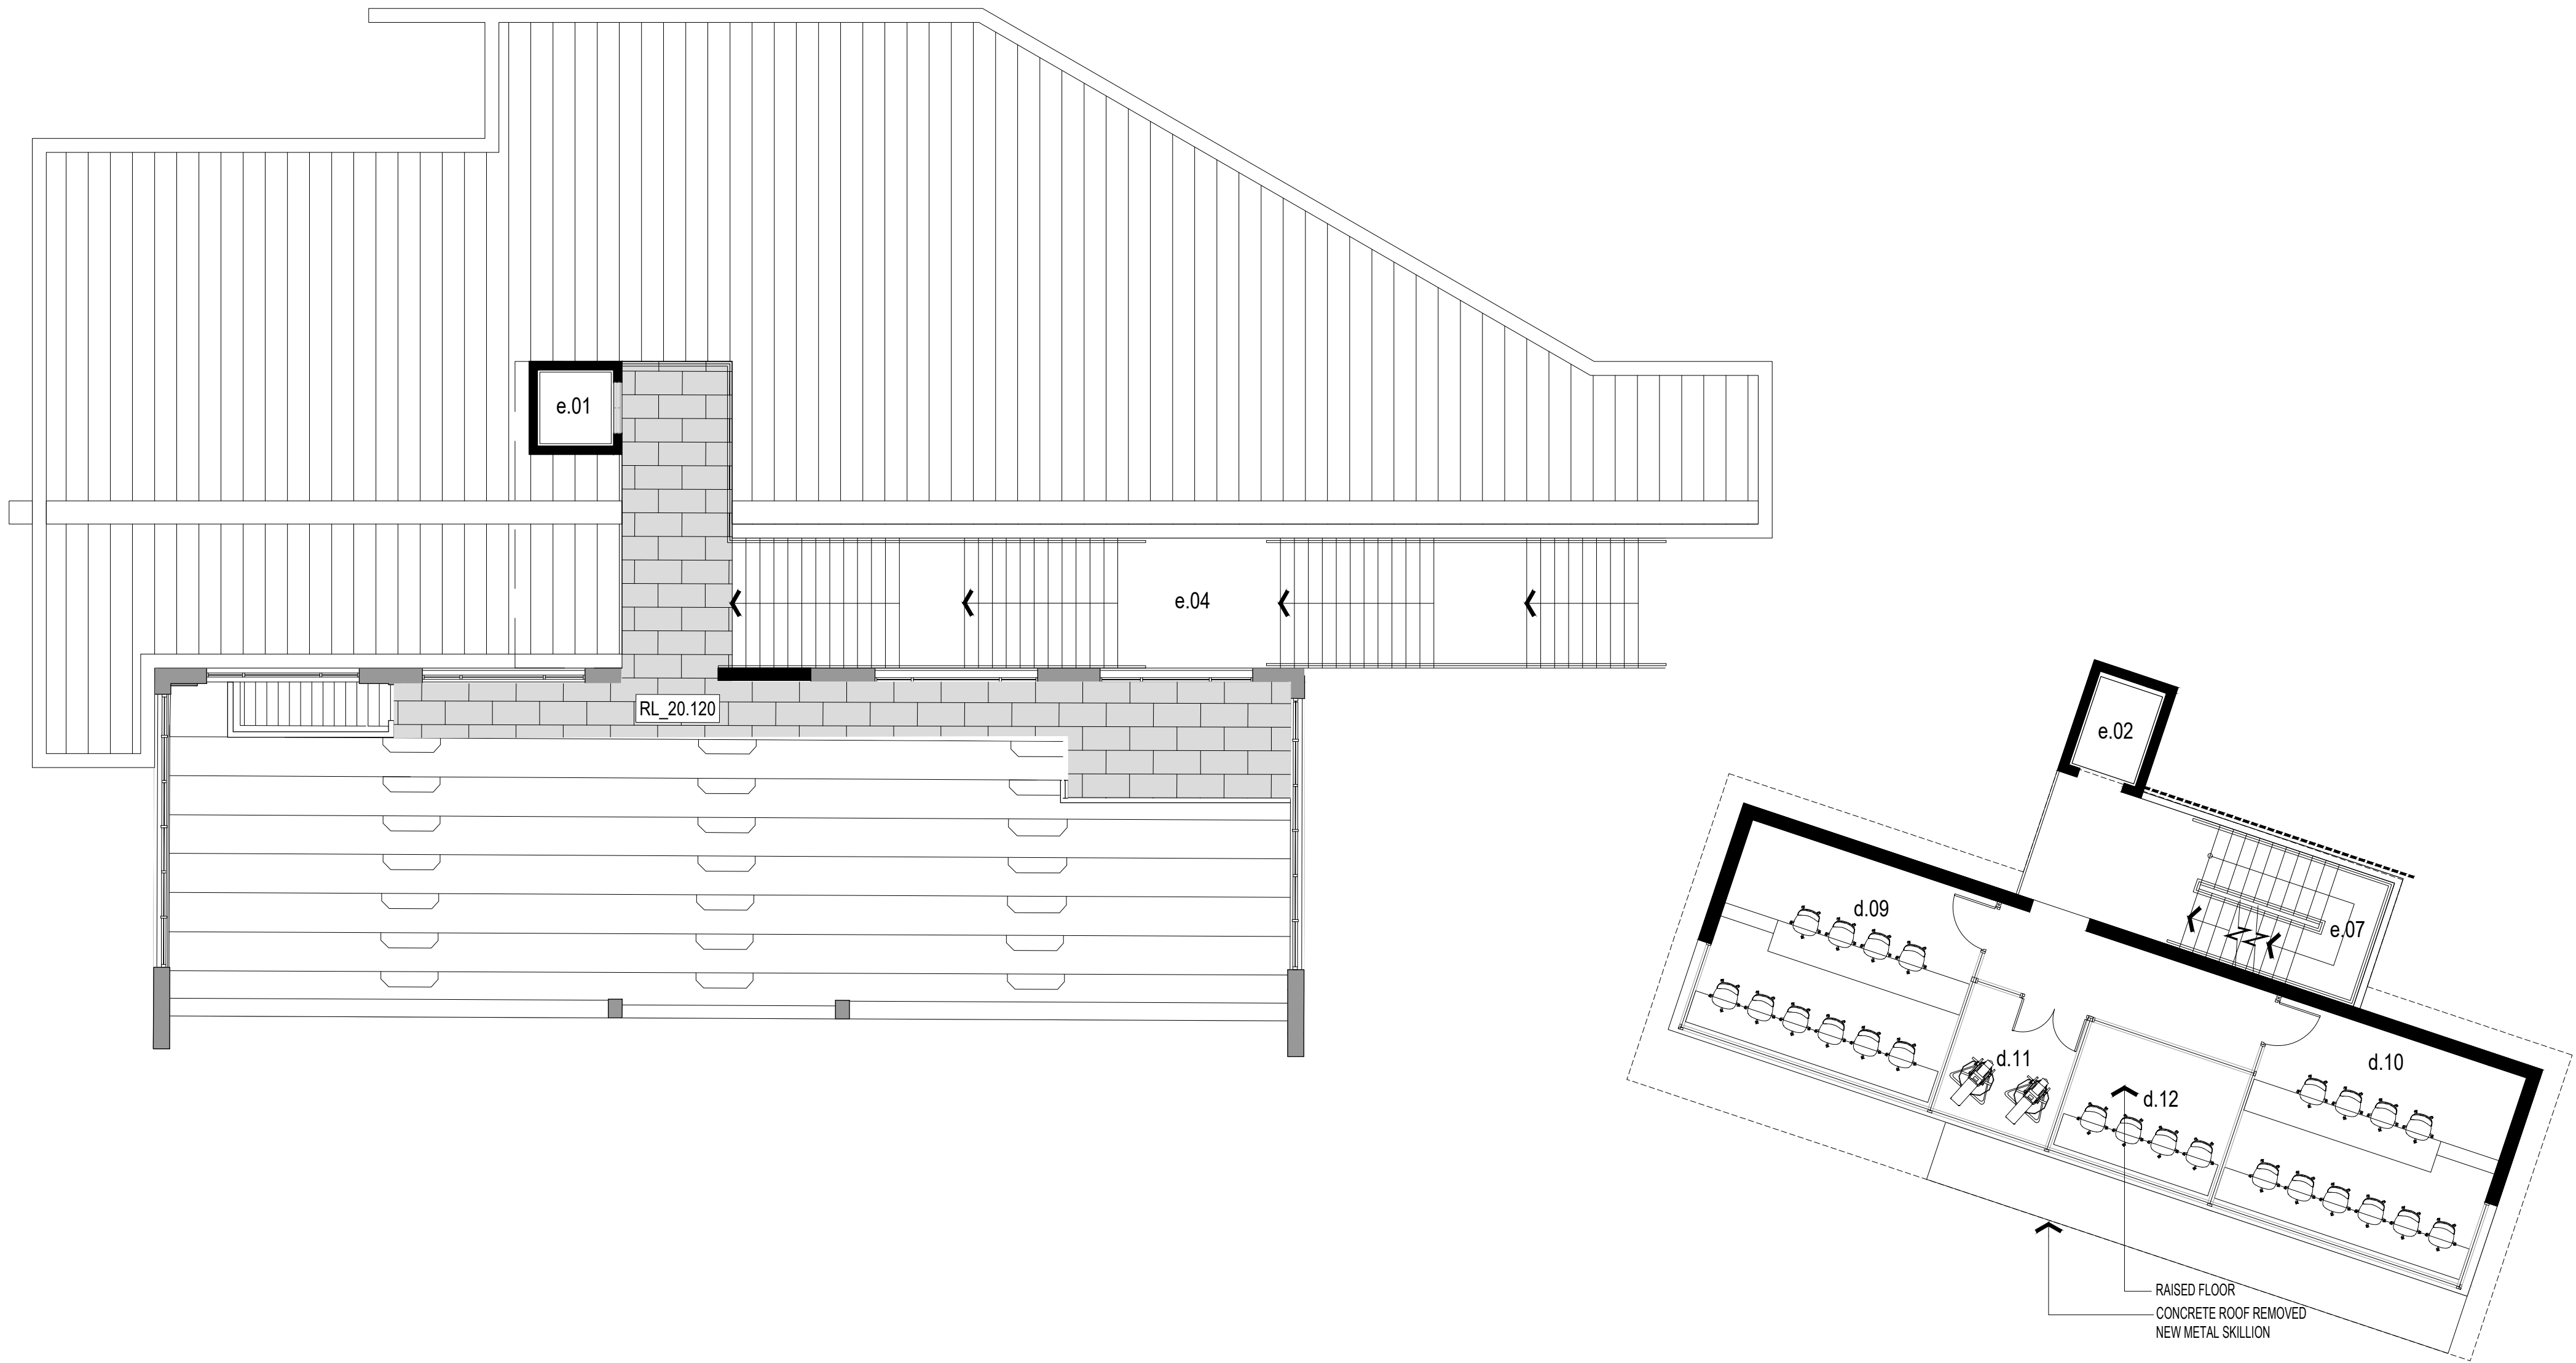 e.01
e.04
RL_20.120
e.02
d.09
e.07
d.11
d.10
d.12
RAISED FLOOR
CONCRETE ROOF REMOVED
NEW METAL SKILLION